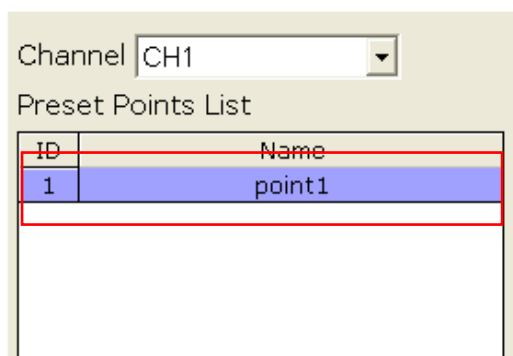 Channel CH1
Preset Points List
ID Name
1 point1